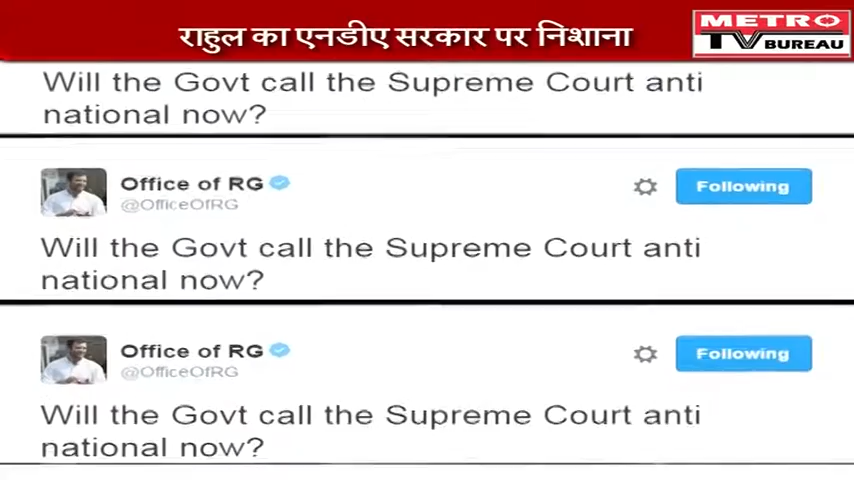 राहुल का एनडीए सरकार पर निशाना
METRO
TV BUREAU
Will the Govt call the Supreme Court anti
national now?
Office of RG
@OfficeOfRG
Following
Will the Govt call the Supreme Court anti
national now?
Office of RG
@OfficeOfRG
Following
Will the Govt call the Supreme Court anti
national now?